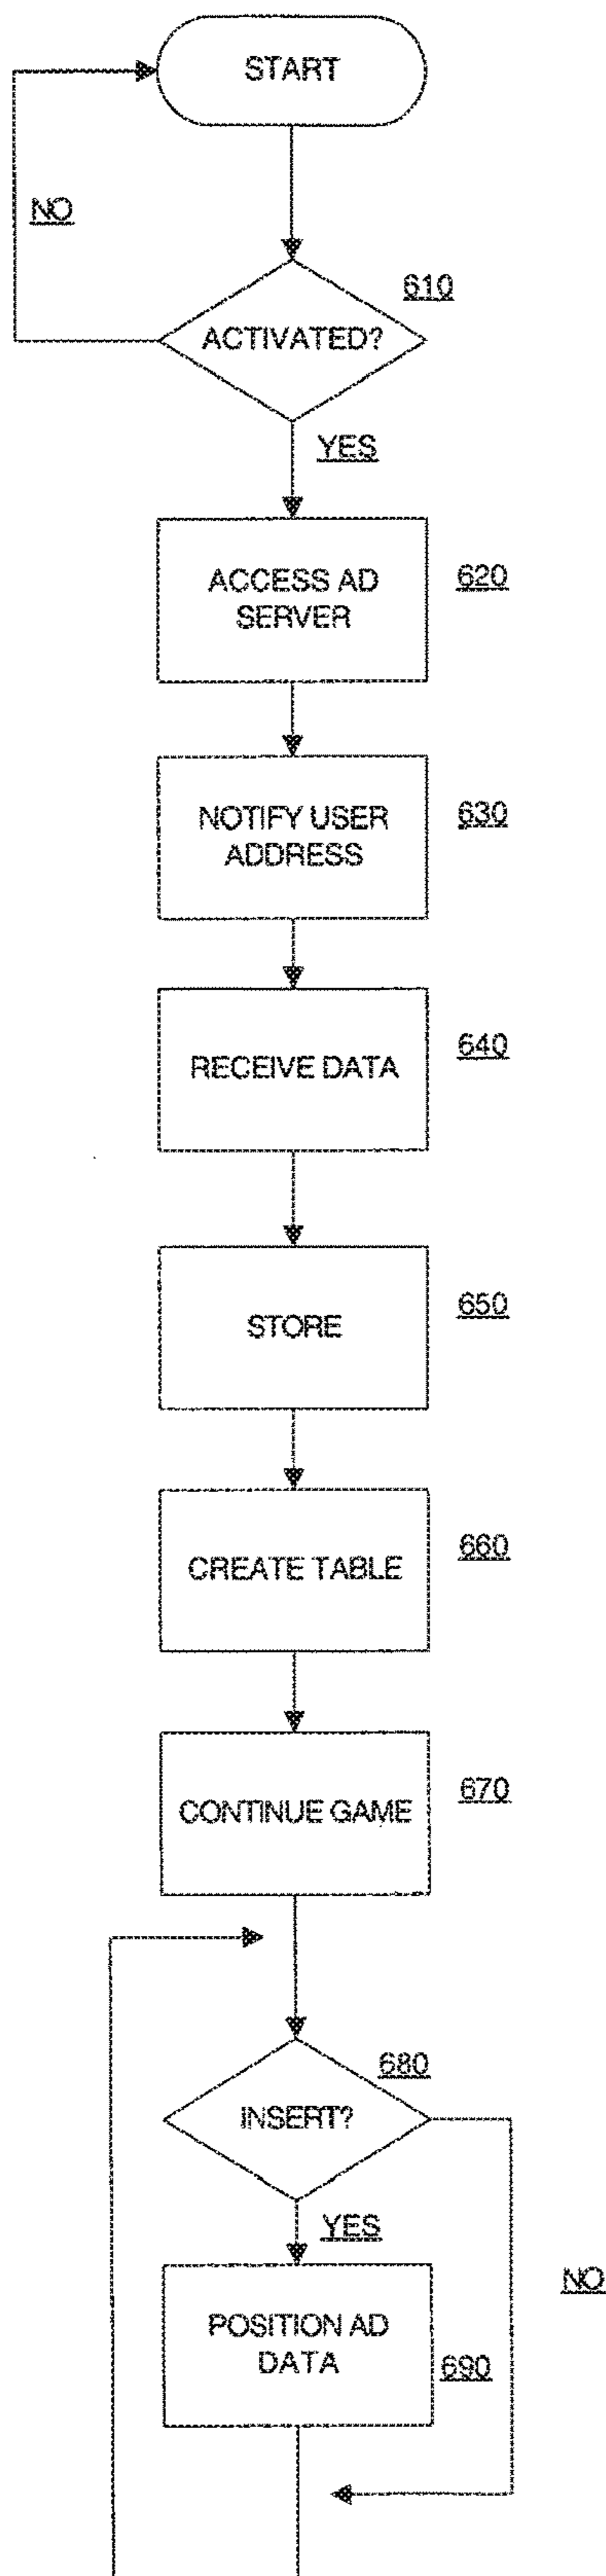 START
NO
610
ACTIVATED?
YES
ACCESS AD
SERVER
620
NOTIFY USER
ADDRESS
630
RECEIVE DATA
640
STORE
650
CREATE TABLE
660
CONTINUE GAME
670
680
INSERT?
YES
NO
POSITION AD
DATA
690